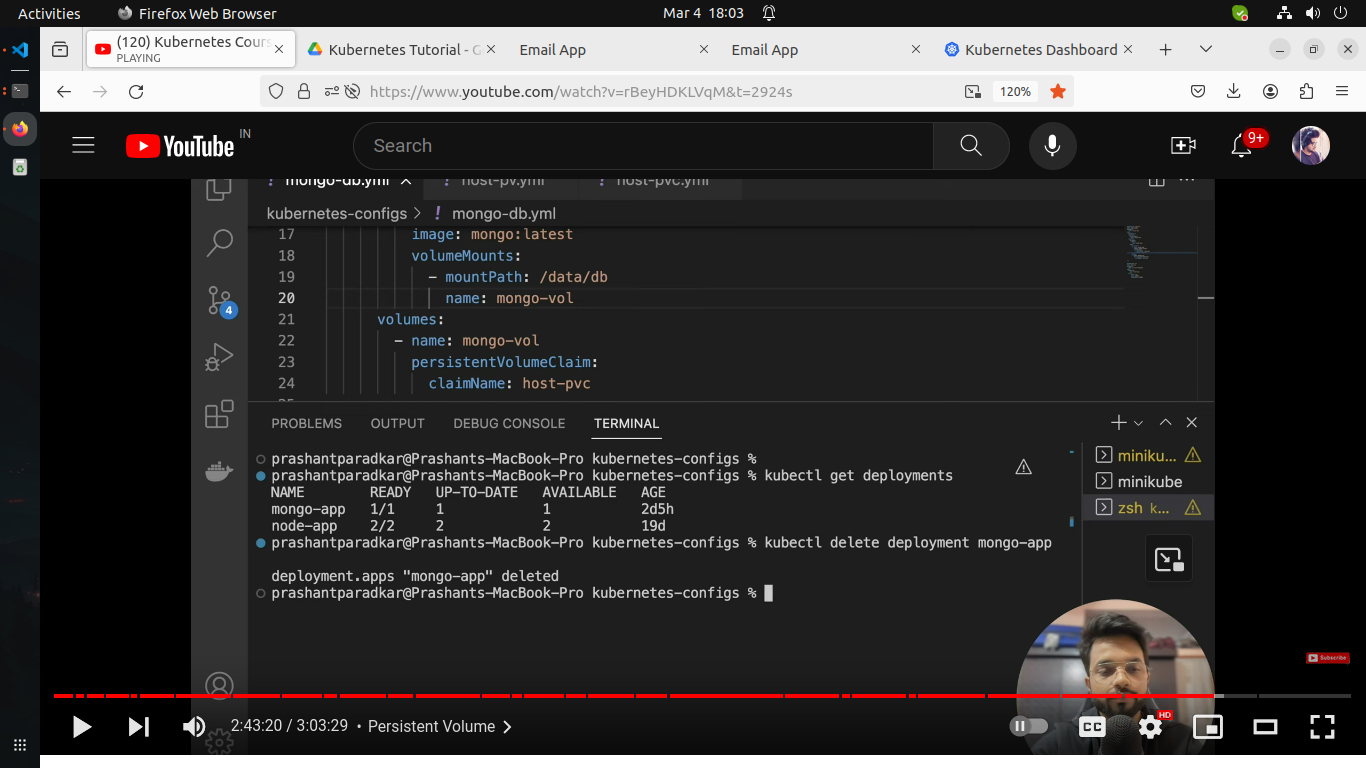 Activities
Firefox Web Browser
Mar 4 18:03
(120) Kubernetes Cours
PLAYING
Kubernetes Tutorial - G
Email App
Email App
Kubernetes Dashboard
https://www.youtube.com/watch?v=rBeyHDKLVqM&t=2924s
120%
YouTube
IN
Search
9+
mongo-db.yml
host-pv.yml
host-pvc.yml
kubernetes-configs > ! mongo-db.yml
17 image: mongo:latest
18 volumeMounts:
19 - mountPath: /data/db
20 name: mongo-vol
21 volumes:
22 - name: mongo-vol
23 persistentVolumeClaim:
24 claimName: host-pvc
4
PROBLEMS
OUTPUT
DEBUG CONSOLE
TERMINAL
prashantparadkar@Prashants-MacBook-Pro kubernetes-configs %
prashantparadkar@Prashants-MacBook-Pro kubernetes-configs % kubectl get deployments
NAME READY UP-TO-DATE AVAILABLE AGE
mongo-app 1/1 1 1 2d5h
node-app 2/2 2 2 19d
prashantparadkar@Prashants-MacBook-Pro kubernetes-configs % kubectl delete deployment mongo-app
deployment.apps "mongo-app" deleted
prashantparadkar@Prashants-MacBook-Pro kubernetes-configs %
miniku...
minikube
zsh k...
Subscribe
2:43:20 / 3:03:29 • Persistent Volume
CC
HD